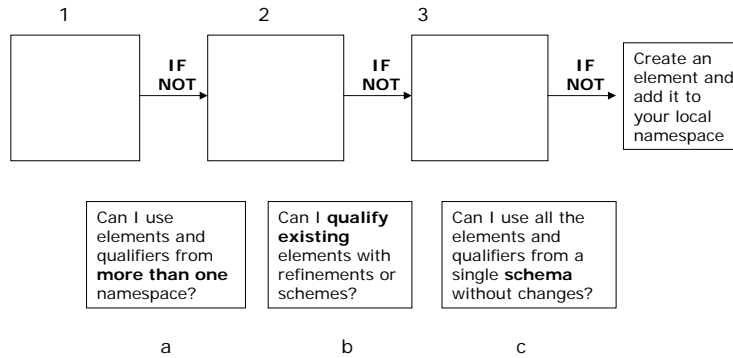 1 2 3
IF NOT
IF NOT
IF NOT
Create an
element and
add it to
your local
namespace
Can I use
elements and
qualifiers from
more than one
namespace?
Can I qualify
existing
elements with
refinements or
schemes?
Can I use all the
elements and
qualifiers from a
single schema
without changes?
a b c